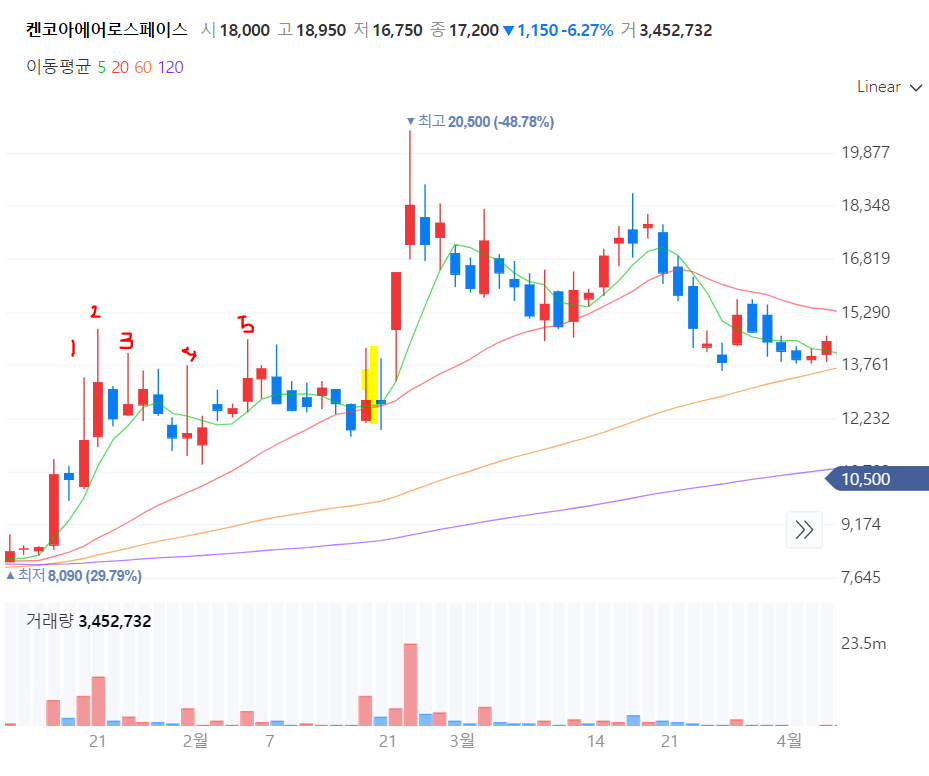 켄코아에어로스페이스 시 18,000 고 18,950 저 16,750 종 17,200 ▼ 1,150 -6.27% 거 3,452,732
이동평균 5 20 60 120
Linear
▼최고 20,500 (-48.78%)
19,877
18,348
16,819
15,290
13,761
12,232
10,500
9,174
7,645
1
2
3
4
5
▲최저 8,090 (29.79%)
거래량 3,452,732
23.5m
21 2월 7 21 3월 14 21 4월